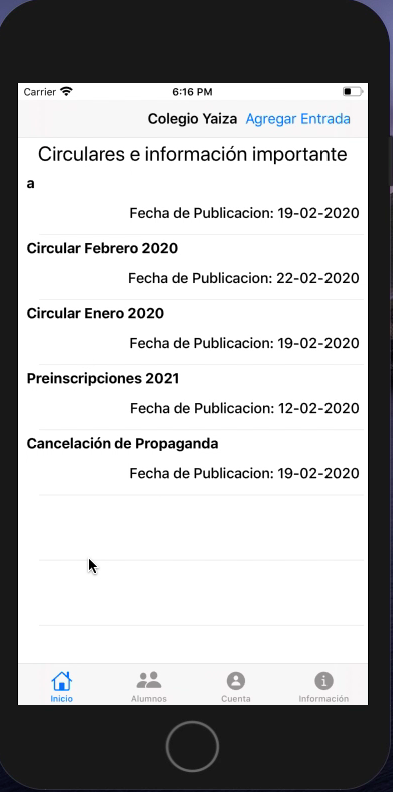 Carrier 6:16 PM
Colegio Yaiza Agregar Entrada
Circulares e información importante
a
Fecha de Publicacion: 19-02-2020
Circular Febrero 2020
Fecha de Publicacion: 22-02-2020
Circular Enero 2020
Fecha de Publicacion: 19-02-2020
Preinscripciones 2021
Fecha de Publicacion: 12-02-2020
Cancelación de Propaganda
Fecha de Publicacion: 19-02-2020
Inicio Alumnos Cuenta Información